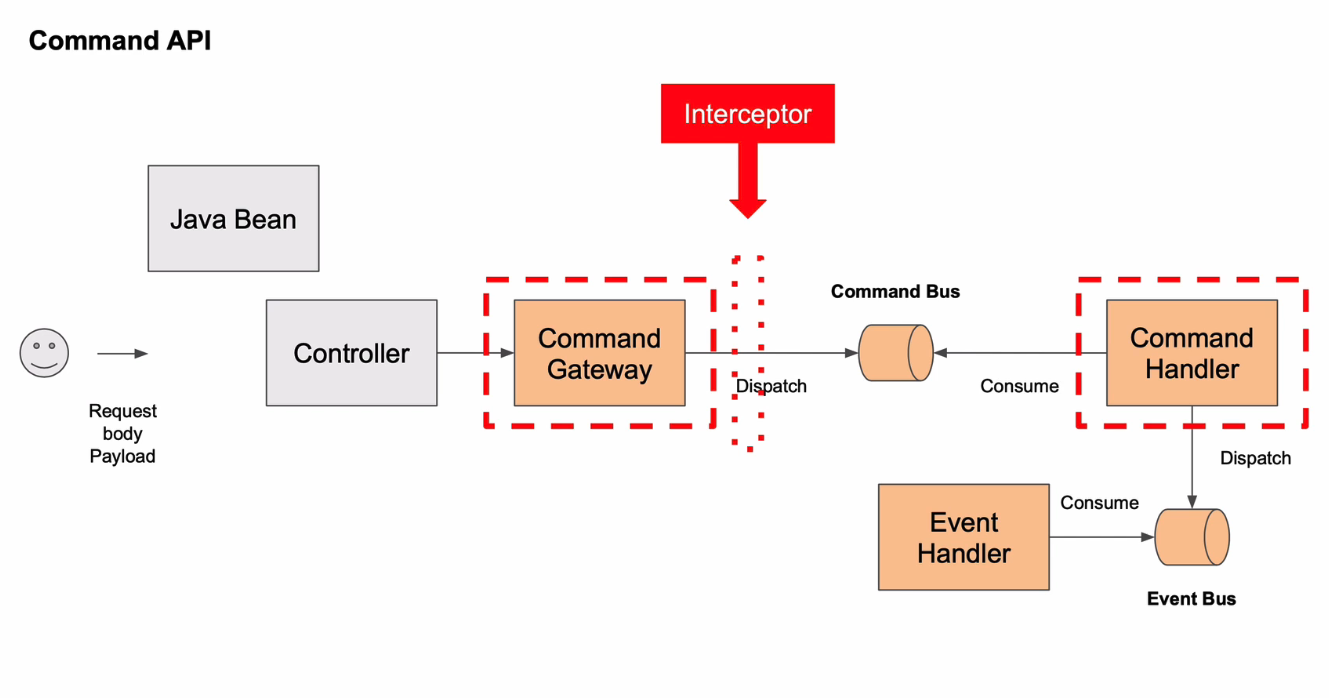 Command API
Interceptor
Java Bean
Controller
Command
Gateway
Command Bus
Command
Handler
Dispatch
Consume
Request
body
Payload
Dispatch
Event
Handler
Consume
Event Bus